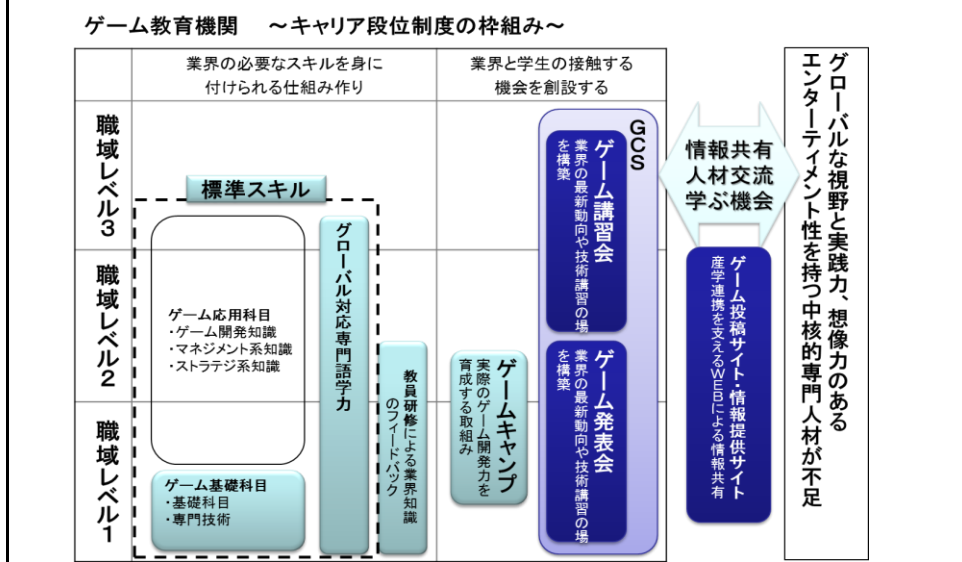 ゲーム教育機関　～キャリア段位制度の枠組み～
業界の必要なスキルを身に
付けられる仕組み作り
業界と学生の接触する
機会を創設する
職域レベル3
職域レベル2
職域レベル1
標準スキル
ゲーム応用科目
・ゲーム開発知識
・マネジメント系知識
・ストラテジ系知識
ゲーム基礎科目
・基礎科目
・専門技術
グローバル対応専門語学力
教員研修による業界知識
のフィードバック
ゲームキャンプ
実際のゲーム開発力を
育成する取組み
GCS
ゲーム講習会
業界の最新動向や技術講習の場
を構築
ゲーム発表会
業界の最新動向や技術講習の場
を構築
情報共有
人材交流
学ぶ機会
ゲーム投稿サイト・情報提供サイト
産学連携を支えるWEBによる情報共有
グローバルな視野と実践力、想像力のある
エンターティメント性を持つ中核的専門人材が不足